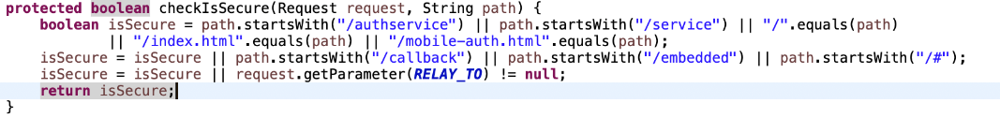 protected boolean checkIsSecure(Request request, String path) {
boolean isSecure = path.startsWith("/authservice") || path.startsWith("/service") || "/".equals(path)
|| "/index.html".equals(path) || "/mobile-auth.html".equals(path);
isSecure = isSecure || path.startsWith("/callback") || path.startsWith("/embedded") || path.startsWith("/#");
isSecure = isSecure || request.getParameter(RELAY_TO) != null;
return isSecure;
}